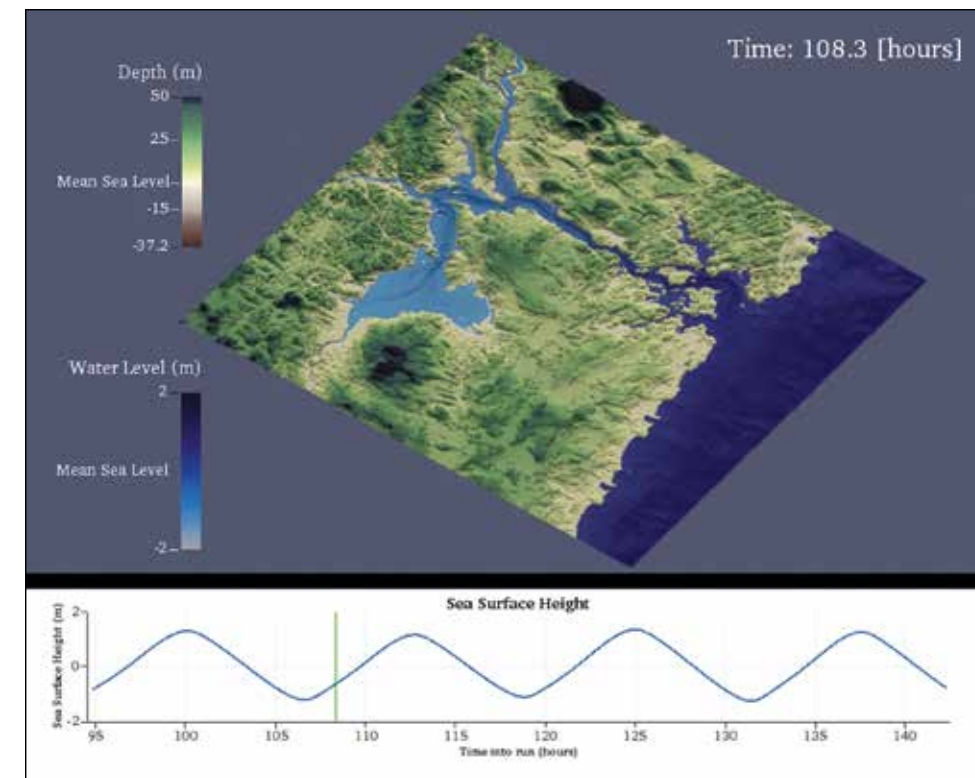 Time: 108.3 [hours]
Depth (m)
50
25
Mean Sea Level
-15
-37.2
Water Level (m)
2
Mean Sea Level
-2
Sea Surface Height
Sea Surface Height (m)
2
0
-2
95 100 105 110 115 120 125 130 135 140
Time into run (hours)